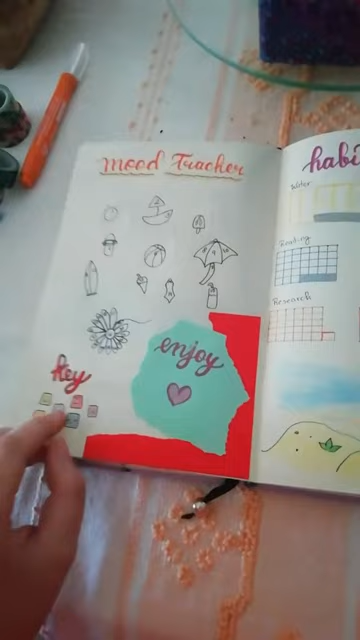 mood Tracker
enjoy
Key
habi
Water
Reading
Research